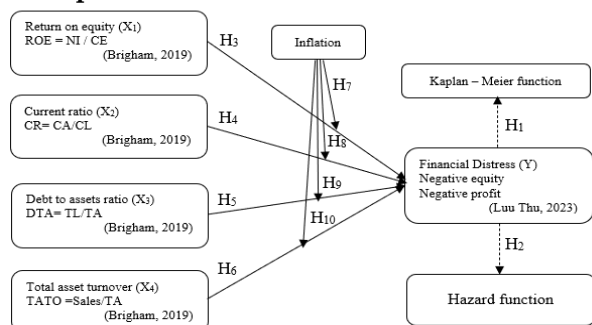 Return on equity (X1)
ROE = NI / CE
(Brigham, 2019)
H3
Inflation
H7
Kaplan – Meier function
H1
Current ratio (X2)
CR= CA/CL
(Brigham, 2019)
H4
H8
Financial Distress (Y)
Negative equity
Negative profit
(Luu Thu, 2023)
Debt to assets ratio (X3)
DTA= TL/TA
(Brigham, 2019)
H5
H9
H10
H2
Total asset turnover (X4)
TATO =Sales/TA
(Brigham, 2019)
H6
Hazard function